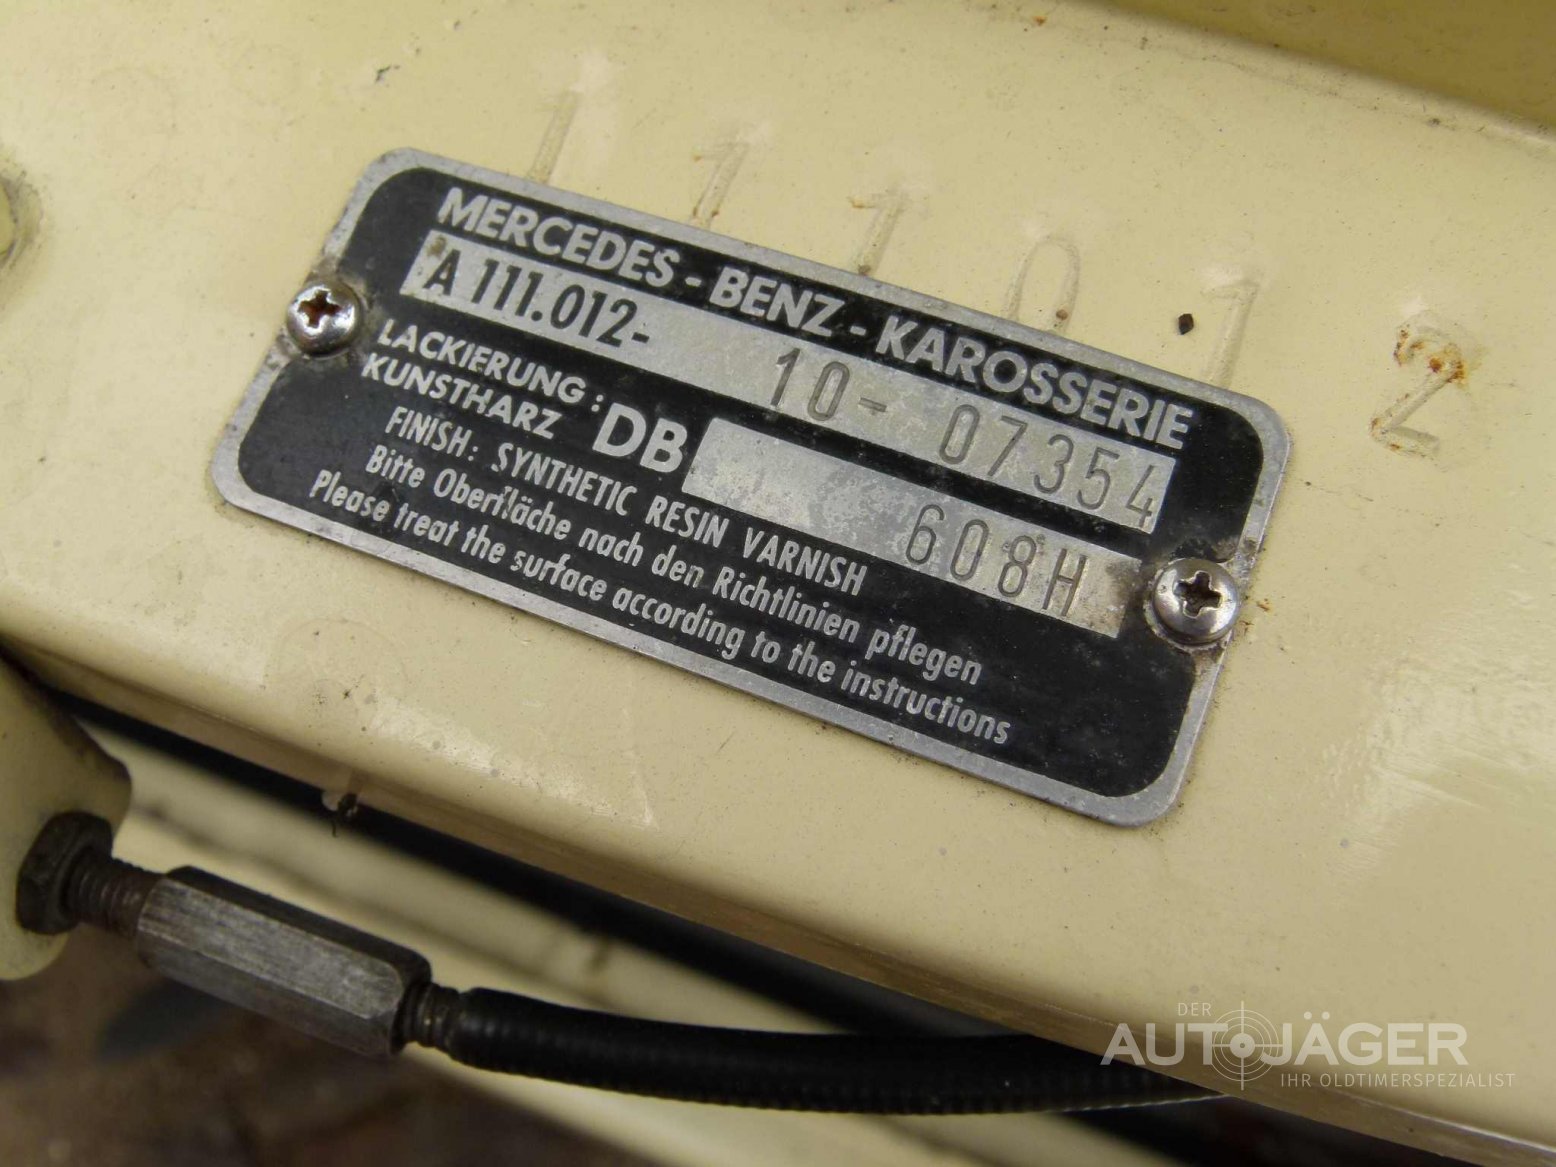 111012
MERCEDES-BENZ-KAROSSERIE
A 111.012- 10-07354
LACKIERUNG:
KUNSTHARZ DB 608H
FINISH: SYNTHETIC RESIN VARNISH
Bitte Oberfläche nach den Richtlinien pflegen
Please treat the surface according to the instructions
DER
AUTOJÄGER
IHR OLDTIMERSPEZIALIST